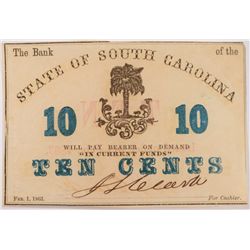 The Bank of the
STATE OF SOUTH CAROLINA
10 10
WILL PAY BEARER ON DEMAND
"IN CURRENT FUNDS"
TEN CENTS
FEB. 1, 1863. For Cashier.